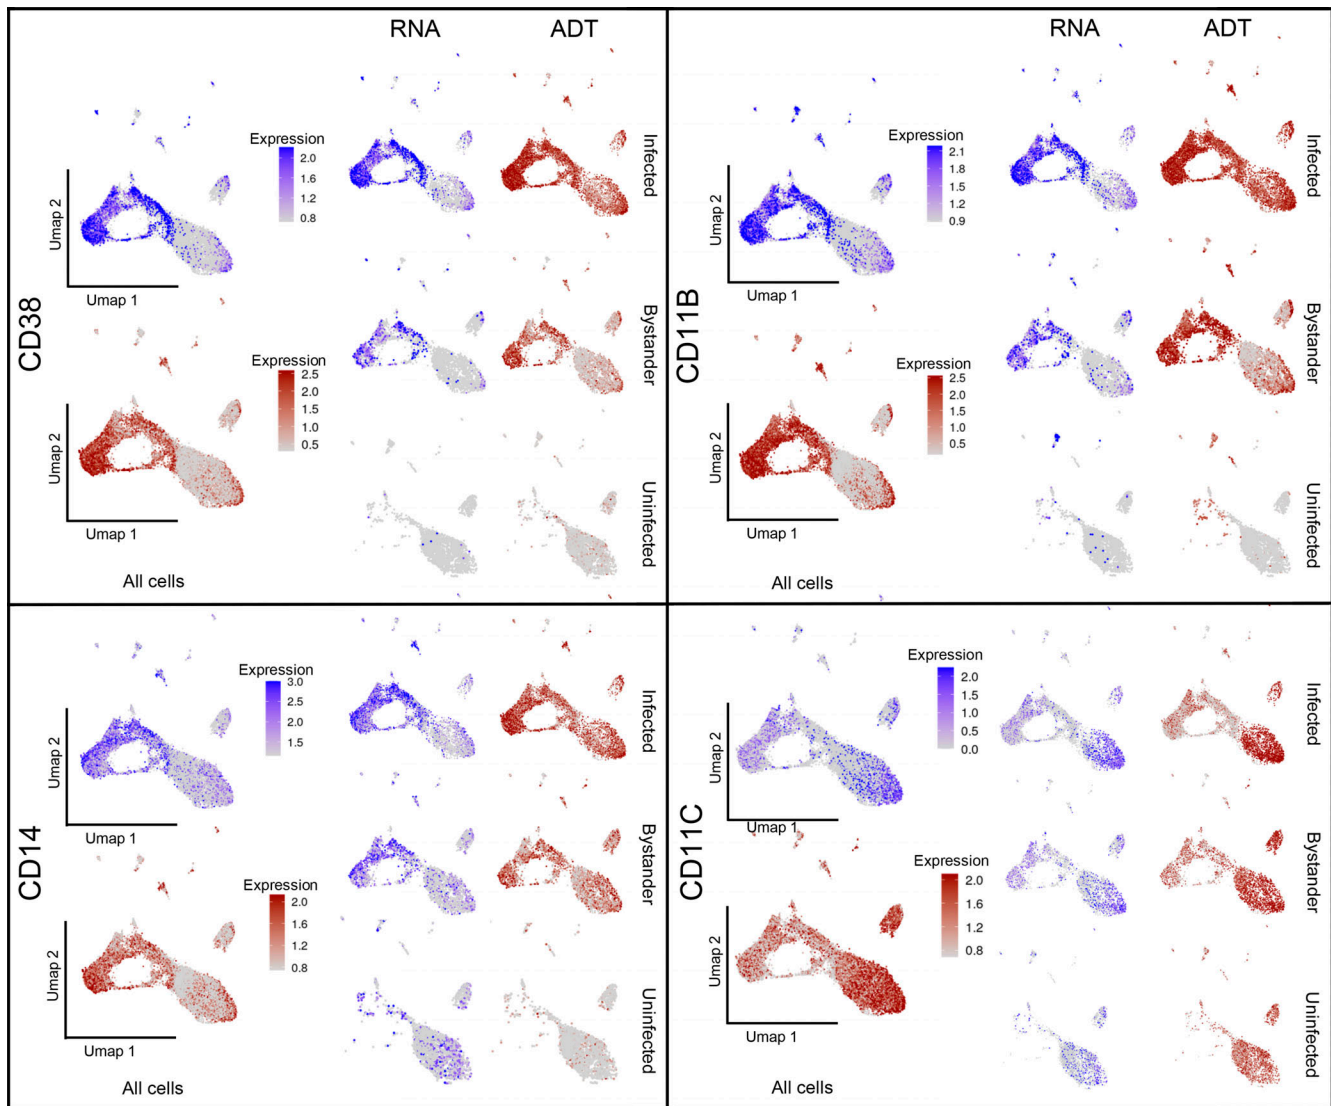 RNA
ADT
CD38
Expression
2.0
1.6
1.2
0.8
Umap 2
Umap 1
Expression
2.5
2.0
1.5
1.0
0.5
Umap 2
Umap 1
All cells
Infected
Bystander
Uninfected
RNA
ADT
CD11B
Expression
2.1
1.8
1.5
1.2
0.9
Umap 2
Umap 1
Expression
2.5
2.0
1.5
1.0
0.5
Umap 2
Umap 1
All cells
Infected
Bystander
Uninfected
CD14
Expression
3.0
2.5
2.0
1.5
Umap 2
Umap 1
Expression
2.0
1.6
1.2
0.8
Umap 2
Umap 1
All cells
Infected
Bystander
Uninfected
CD11C
Expression
2.0
1.5
1.0
0.5
0.0
Umap 2
Umap 1
Expression
2.0
1.6
1.2
0.8
Umap 2
Umap 1
All cells
Infected
Bystander
Uninfected